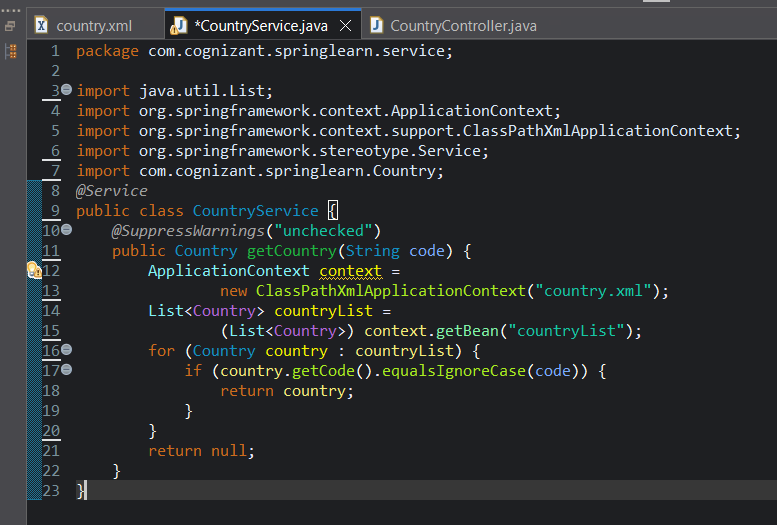 country.xml *CountryService.java CountryController.java
1 package com.cognizant.springlearn.service;
2
3 import java.util.List;
4 import org.springframework.context.ApplicationContext;
5 import org.springframework.context.support.ClassPathXmlApplicationContext;
6 import org.springframework.stereotype.Service;
7 import com.cognizant.springlearn.Country;
8 @Service
9 public class CountryService {
10     @SuppressWarnings("unchecked")
11     public Country getCountry(String code) {
12         ApplicationContext context =
13                 new ClassPathXmlApplicationContext("country.xml");
14         List<Country> countryList =
15                 (List<Country>) context.getBean("countryList");
16         for (Country country : countryList) {
17             if (country.getCode().equalsIgnoreCase(code)) {
18                 return country;
19             }
20         }
21         return null;
22     }
23 }